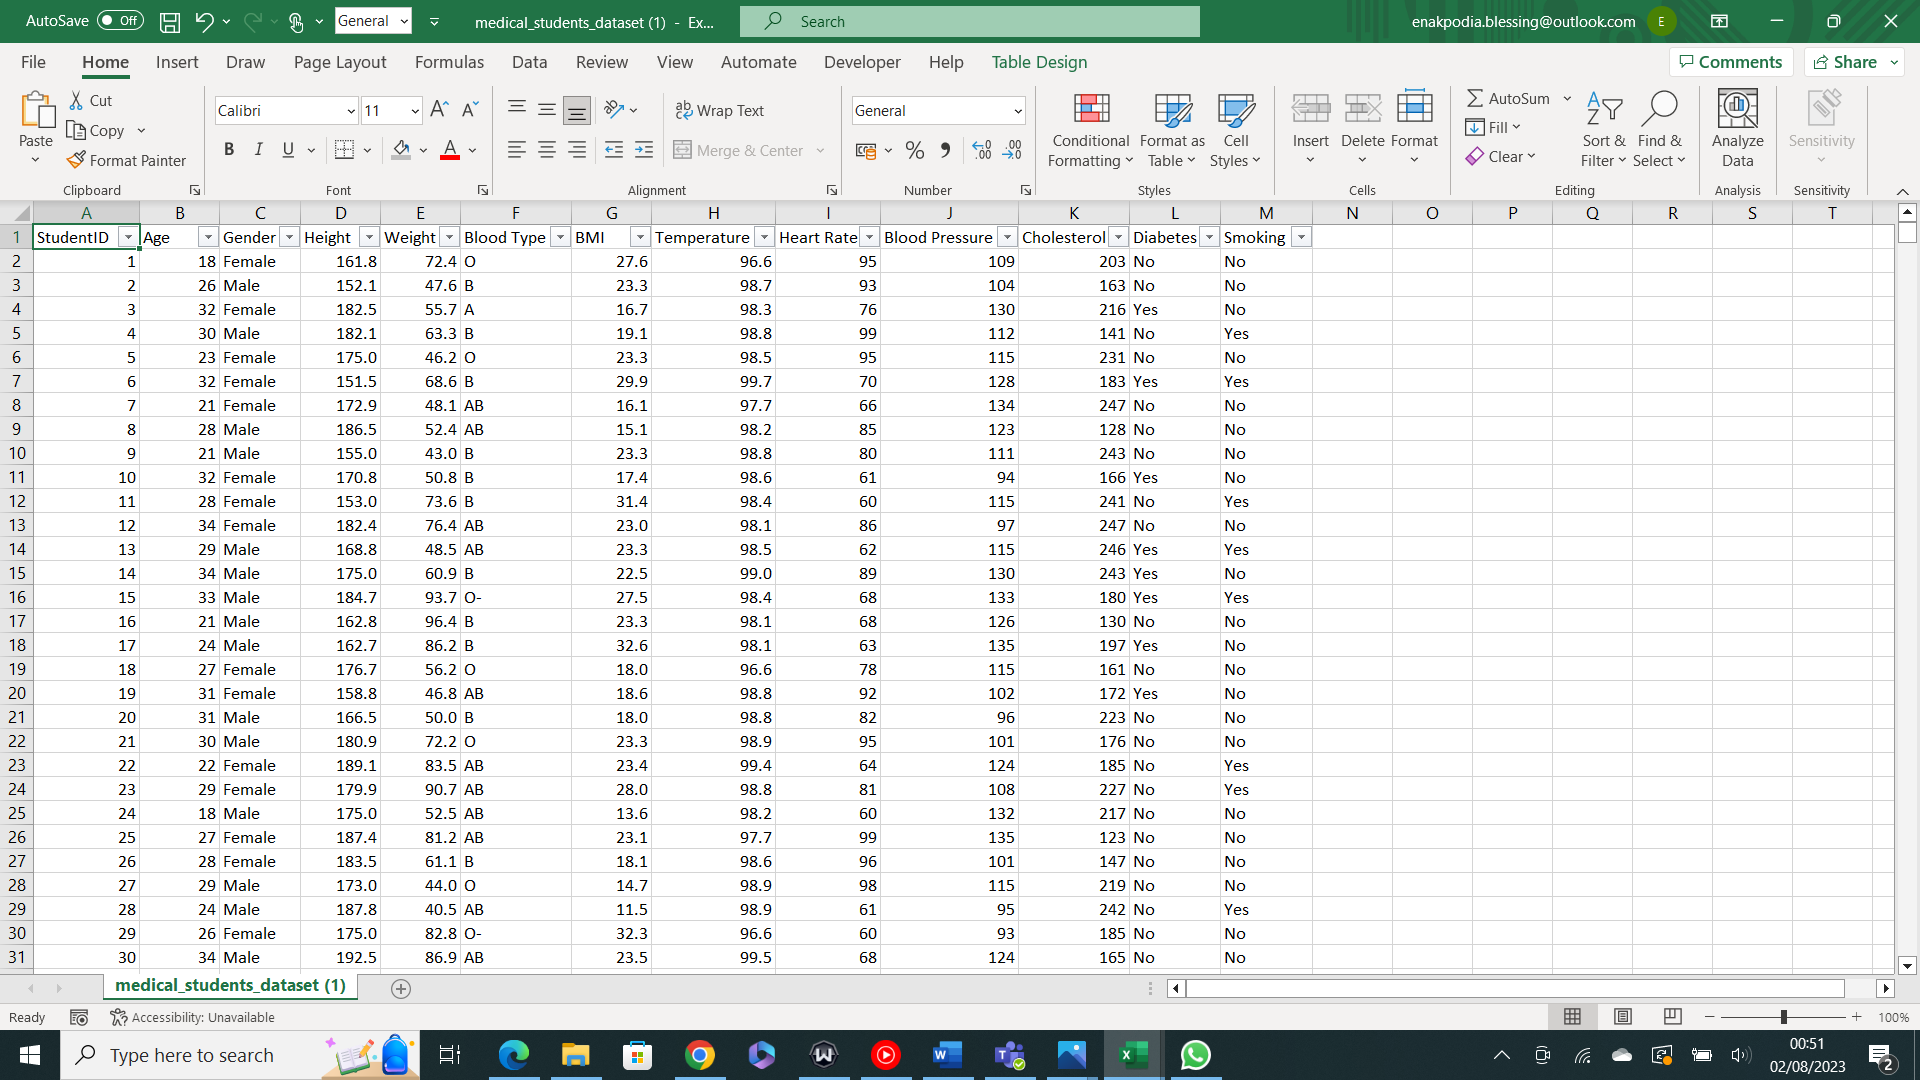 AutoSave Off General medical_students_dataset (1) - Ex... Search enakpodia.blessing@outlook.com E
File Home Insert Draw Page Layout Formulas Data Review View Automate Developer Help Table Design Comments Share
Paste Cut Copy Format Painter Clipboard
Calibri 11 B I U Font
Wrap Text Merge & Center Alignment
General Number
Conditional Formatting Format as Table Cell Styles Styles
Insert Delete Format Cells
AutoSum Fill Clear Sort & Filter Find & Select Editing
Analyze Data Analysis
Sensitivity Sensitivity
A B C D E F G H I J K L M N O P Q R S T
1 StudentID Age Gender Height Weight Blood Type BMI Temperature Heart Rate Blood Pressure Cholesterol Diabetes Smoking
2 1 18 Female 161.8 72.4 O 27.6 96.6 95 109 203 No No
3 2 26 Male 152.1 47.6 B 23.3 98.7 93 104 163 No No
4 3 32 Female 182.5 55.7 A 16.7 98.3 76 130 216 Yes No
5 4 30 Male 182.1 63.3 B 19.1 98.8 99 112 141 No Yes
6 5 23 Female 175.0 46.2 O 23.3 98.5 95 115 231 No No
7 6 32 Female 151.5 68.6 B 29.9 99.7 70 128 183 Yes Yes
8 7 21 Female 172.9 48.1 AB 16.1 97.7 66 134 247 No No
9 8 28 Male 186.5 52.4 AB 15.1 98.2 85 123 128 No No
10 9 21 Male 155.0 43.0 B 23.3 98.8 80 111 243 No No
11 10 32 Female 170.8 50.8 B 17.4 98.6 61 94 166 Yes No
12 11 28 Female 153.0 73.6 B 31.4 98.4 60 115 241 No Yes
13 12 34 Female 182.4 76.4 AB 23.0 98.1 86 97 247 No No
14 13 29 Male 168.8 48.5 AB 23.3 98.5 62 115 246 Yes Yes
15 14 34 Male 175.0 60.9 B 22.5 99.0 89 130 243 Yes No
16 15 33 Male 184.7 93.7 O- 27.5 98.4 68 133 180 Yes Yes
17 16 21 Male 162.8 96.4 B 23.3 98.1 68 126 130 No No
18 17 24 Male 162.7 86.2 B 32.6 98.1 63 135 197 Yes No
19 18 27 Female 176.7 56.2 O 18.0 96.6 78 115 161 No No
20 19 31 Female 158.8 46.8 AB 18.6 98.8 92 102 172 Yes No
21 20 31 Male 166.5 50.0 B 18.0 98.8 82 96 223 No No
22 21 30 Male 180.9 72.2 O 23.3 98.9 95 101 176 No No
23 22 22 Female 189.1 83.5 AB 23.4 99.4 64 124 185 No Yes
24 23 29 Female 179.9 90.7 AB 28.0 98.8 81 108 227 No Yes
25 24 18 Male 175.0 52.5 AB 13.6 98.2 60 132 217 No No
26 25 27 Female 187.4 81.2 AB 23.1 97.7 99 135 123 No No
27 26 28 Female 183.5 61.1 B 18.1 98.6 96 101 147 No No
28 27 29 Male 173.0 44.0 O 14.7 98.9 98 115 219 No No
29 28 24 Male 187.8 40.5 AB 11.5 98.9 61 95 242 No Yes
30 29 26 Female 175.0 82.8 O- 32.3 96.6 60 93 185 No No
31 30 34 Male 192.5 86.9 AB 23.5 99.5 68 124 165 No No
medical_students_dataset (1)
Ready Accessibility: Unavailable 100%
Type here to search 00:51
02/08/2023 2